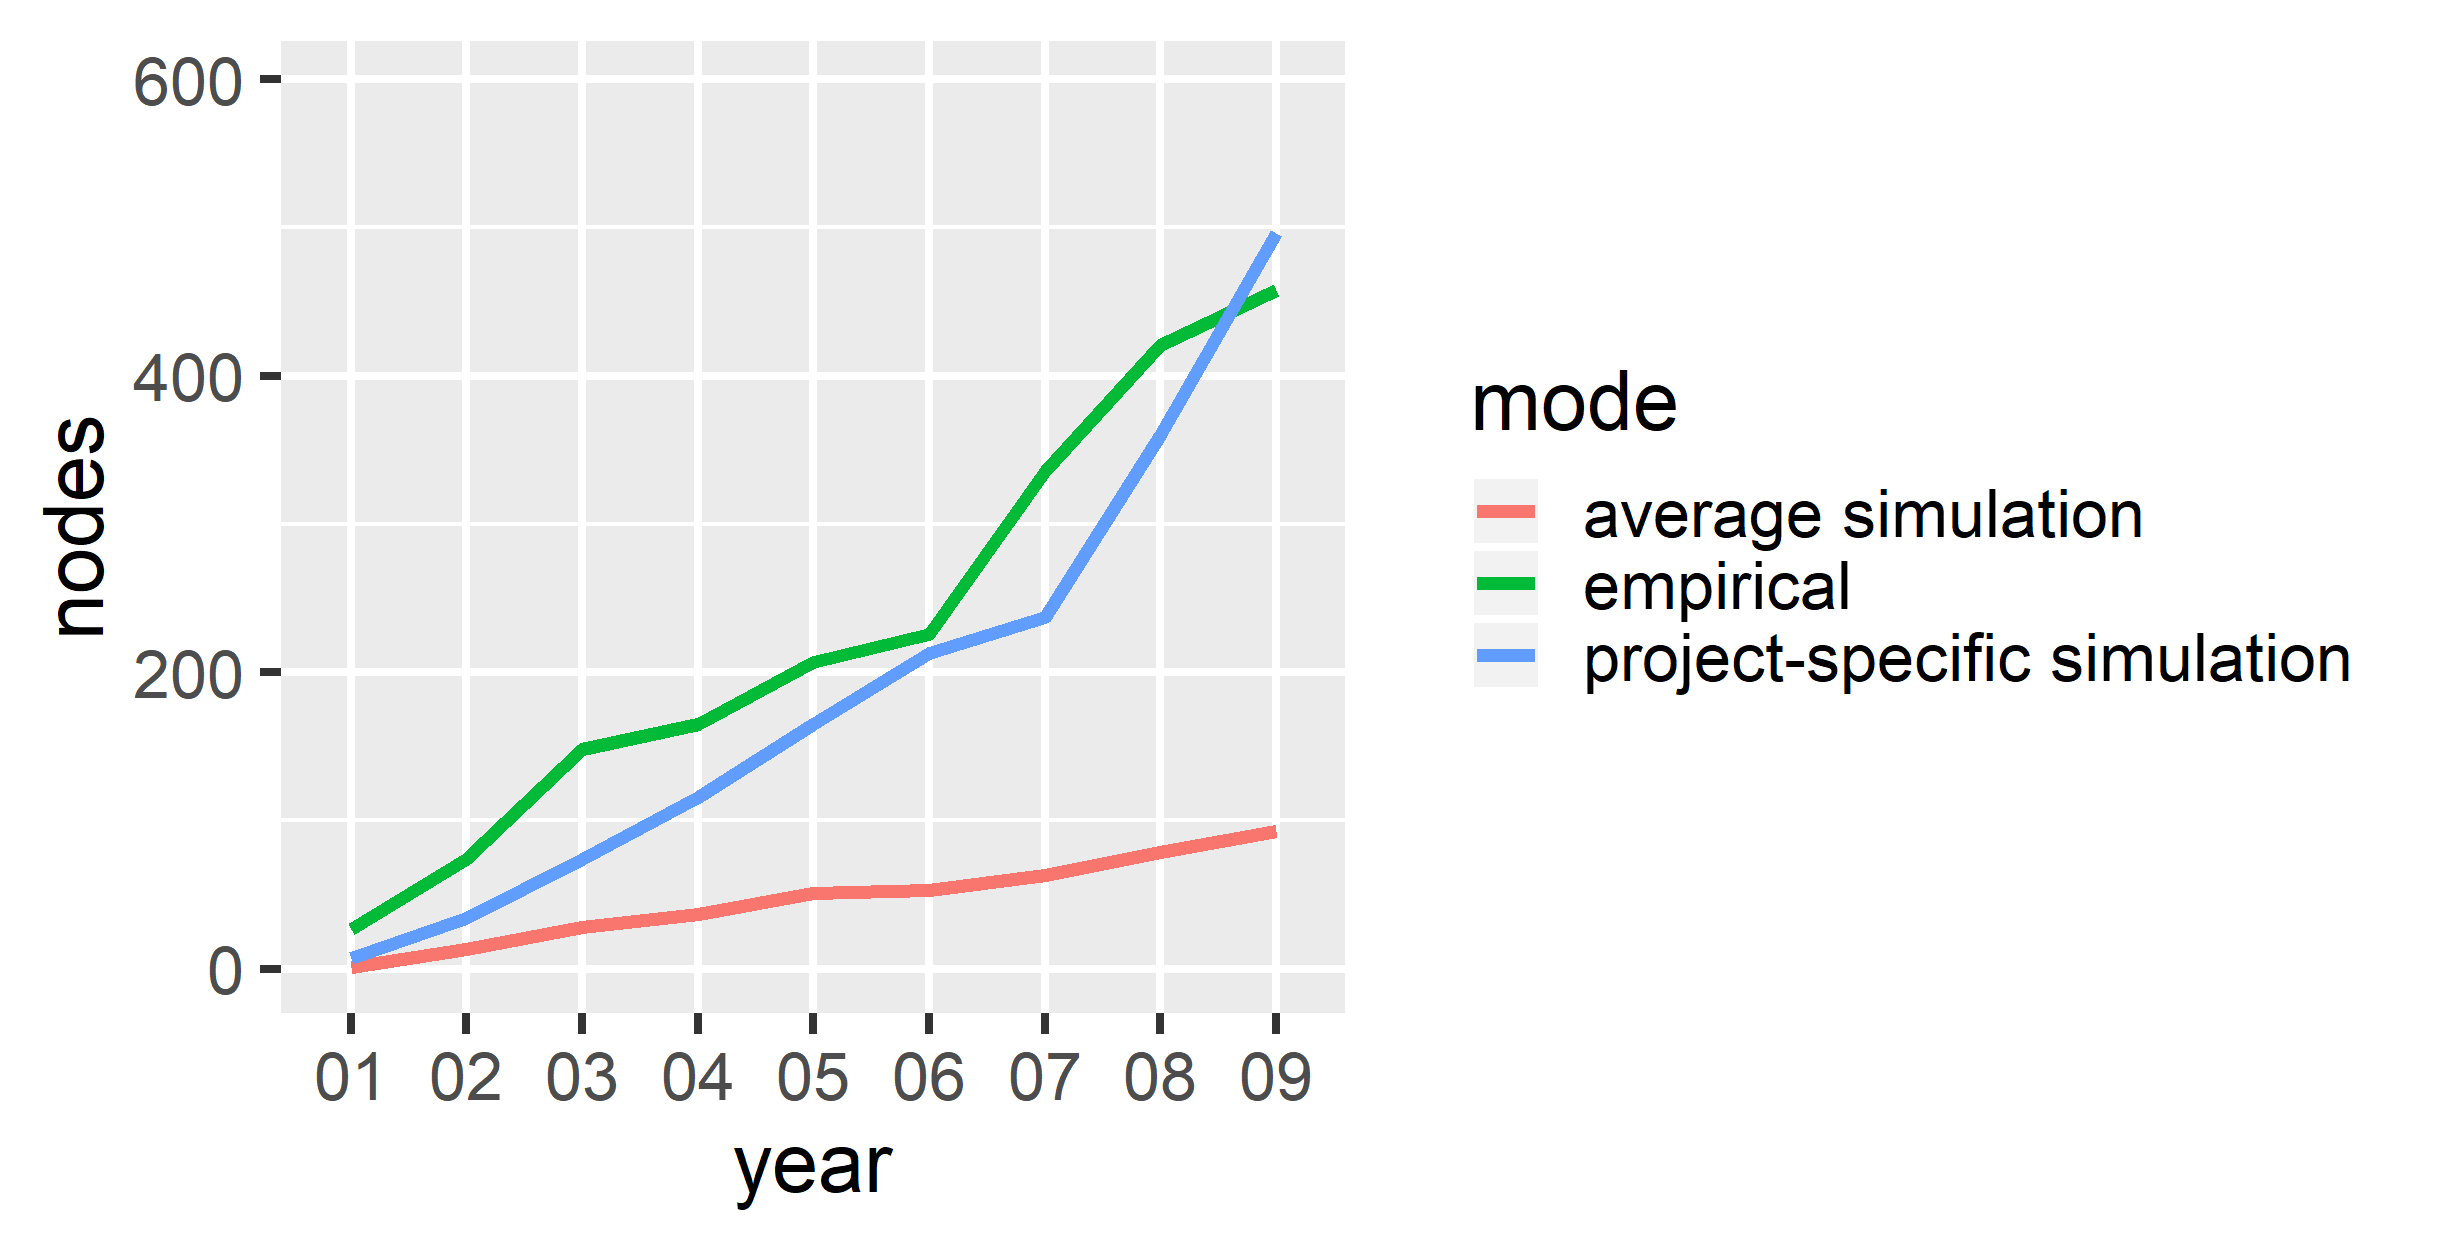 600
400
200
0
nodes
01 02 03 04 05 06 07 08 09
year
mode
average simulation
empirical
project-specific simulation